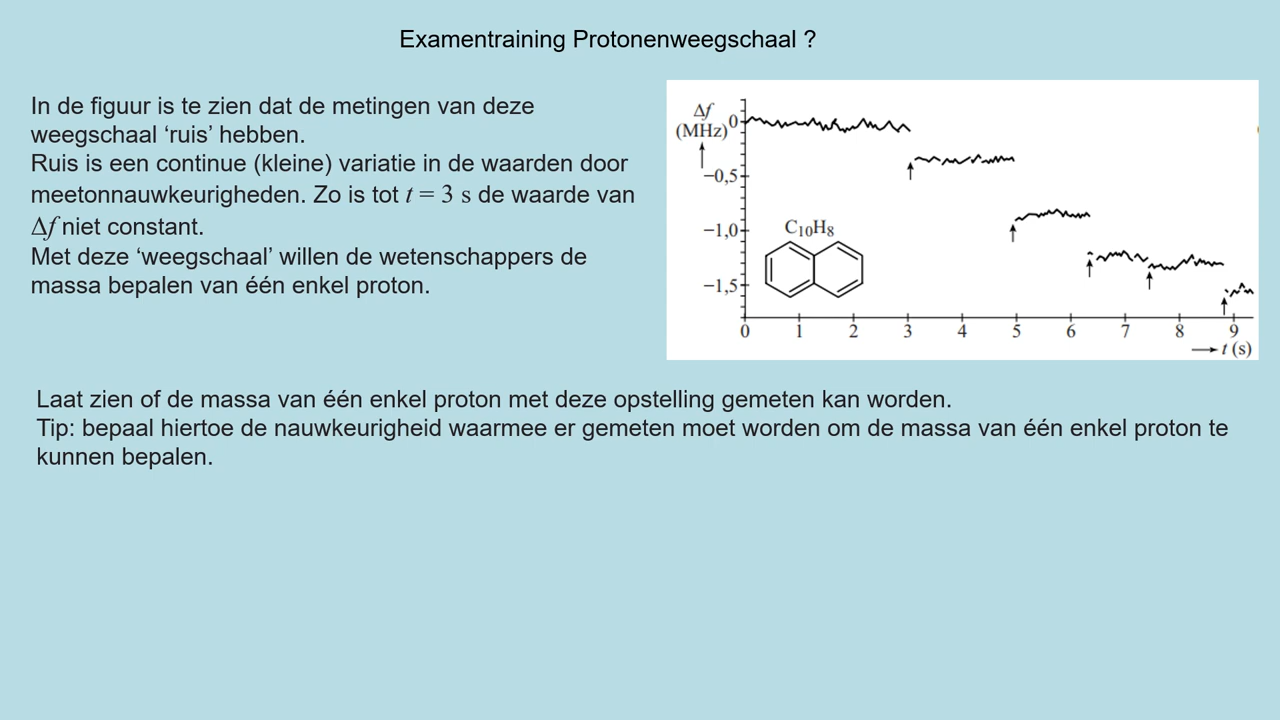 Examentraining Protonenweegschaal ?
In de figuur is te zien dat de metingen van deze
weegschaal ‘ruis’ hebben.
Ruis is een continue (kleine) variatie in de waarden door
meetonnauwkeurigheden. Zo is tot t = 3 s de waarde van
Δf niet constant.
Met deze ‘weegschaal’ willen de wetenschappers de
massa bepalen van één enkel proton.
Δf
(MHz)
0
−0,5
−1,0
−1,5
C₁₀H₈
0 1 2 3 4 5 6 7 8 9
t (s)
Laat zien of de massa van één enkel proton met deze opstelling gemeten kan worden.
Tip: bepaal hiertoe de nauwkeurigheid waarmee er gemeten moet worden om de massa van één enkel proton te
kunnen bepalen.